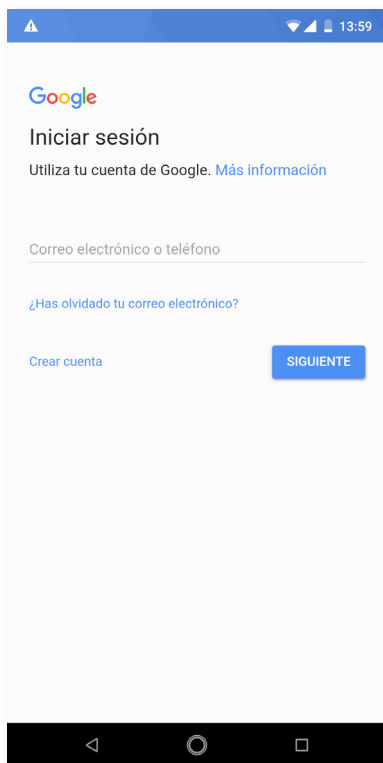 13:59
Google
Iniciar sesión
Utiliza tu cuenta de Google. Más información
Correo electrónico o teléfono
¿Has olvidado tu correo electrónico?
Crear cuenta
SIGUIENTE